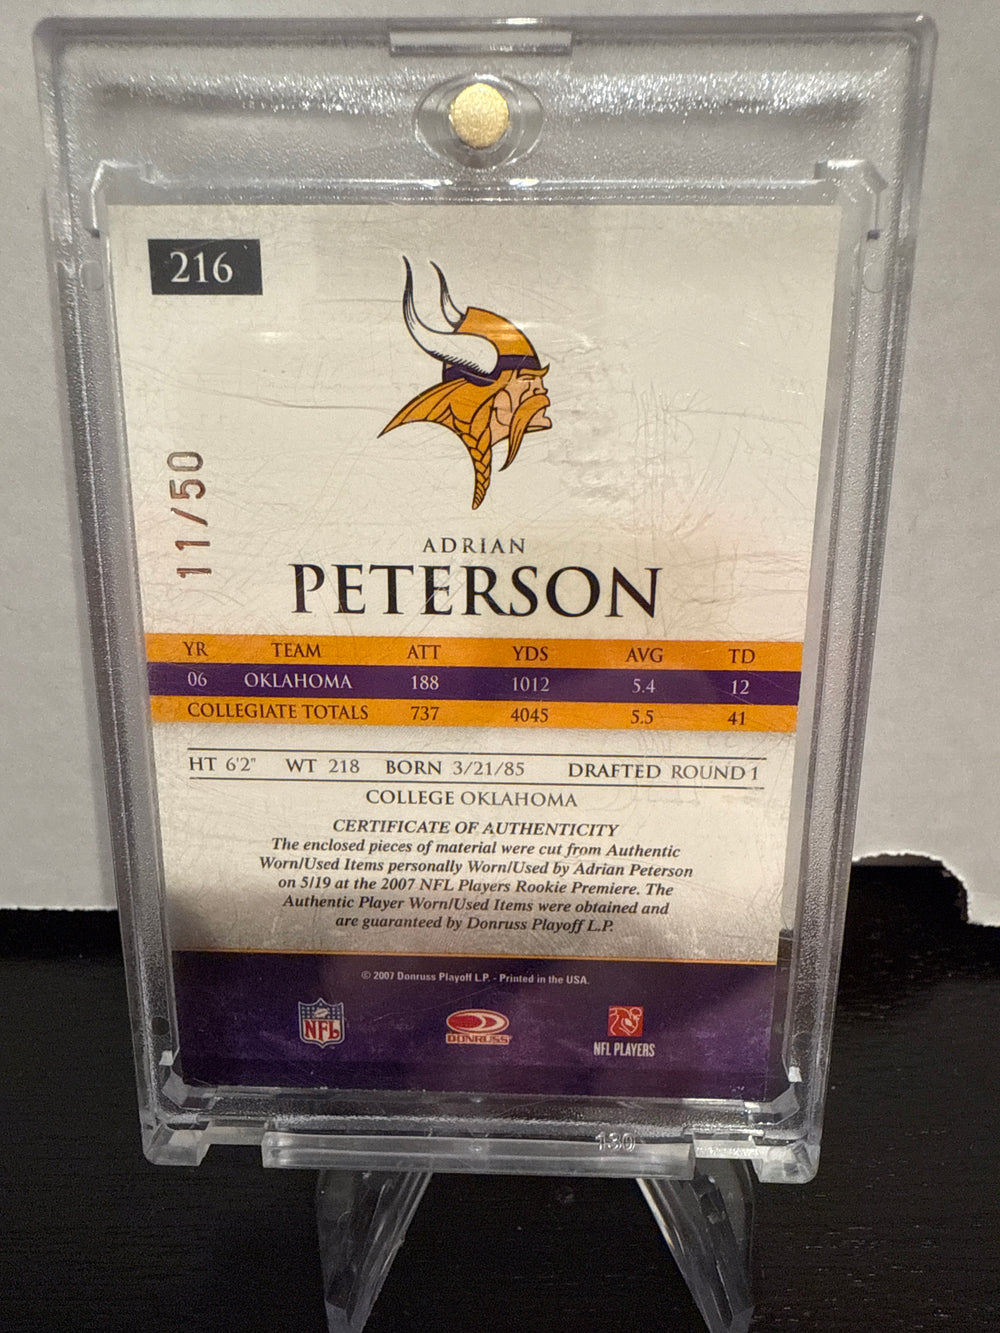 216
11/50
ADRIAN
PETERSON
YR TEAM ATT YDS AVG TD
06 OKLAHOMA 188 1012 5.4 12
COLLEGIATE TOTALS 737 4045 5.5 41
HT 6'2" WT 218 BORN 3/21/85 DRAFTED ROUND 1
COLLEGE OKLAHOMA
CERTIFICATE OF AUTHENTICITY
The enclosed pieces of material were cut from Authentic
Worn/Used Items personally Worn/Used by Adrian Peterson
on 5/19 at the 2007 NFL Players Rookie Premiere. The
Authentic Player Worn/Used Items were obtained and
are guaranteed by Donruss Playoff L.P.
© 2007 Donruss Playoff L.P. - Printed in the USA.
NFL DONRUSS NFL PLAYERS
130